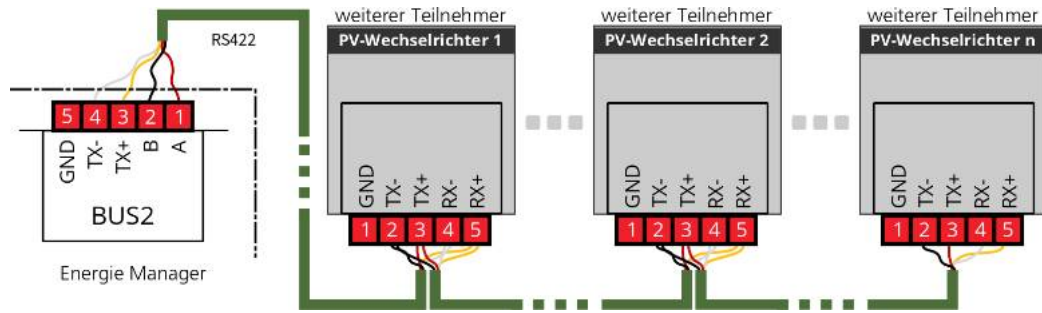 weiterer Teilnehmer
weiterer Teilnehmer
weiterer Teilnehmer
RS422
PV-Wechselrichter 1
PV-Wechselrichter 2
PV-Wechselrichter n
5 4 3 2 1
GND TX- TX+ B A
BUS2
Energie Manager
GND TX- TX+ RX- RX+
1 2 3 4 5
GND TX- TX+ RX- RX+
1 2 3 4 5
GND TX- TX+ RX- RX+
1 2 3 4 5